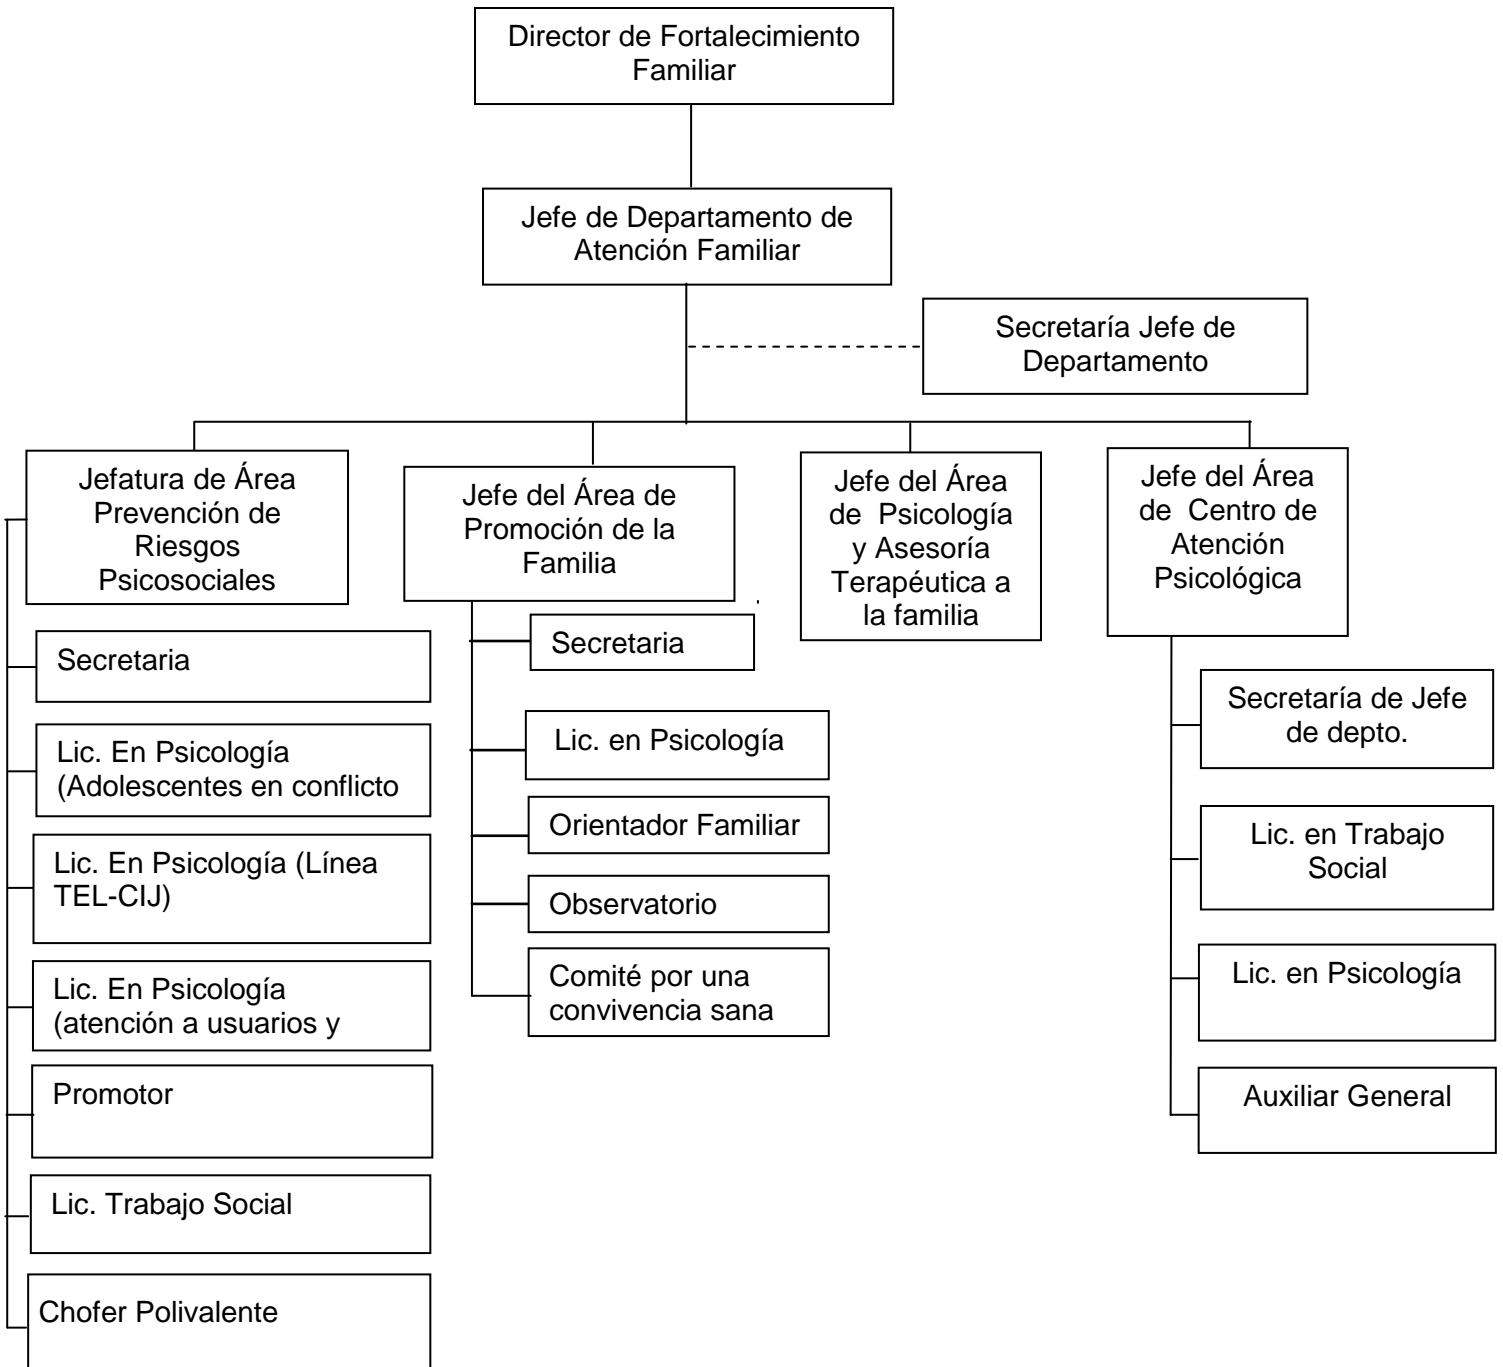 Director de Fortalecimiento
Familiar
Jefe de Departamento de
Atención Familiar
Secretaría Jefe de
Departamento
Jefatura de Área
Prevención de
Riesgos
Psicosociales
Secretaria
Lic. En Psicología
(Adolescentes en conflicto
Lic. En Psicología (Línea
TEL-CIJ)
Lic. En Psicología
(atención a usuarios y
Promotor
Lic. Trabajo Social
Chofer Polivalente
Jefe del Área de
Promoción de la
Familia
Secretaria
Lic. en Psicología
Orientador Familiar
Observatorio
Comité por una
convivencia sana
Jefe del Área
de Psicología
y Asesoría
Terapéutica a
la familia
Jefe del Área
de Centro de
Atención
Psicológica
Secretaría de Jefe
de depto.
Lic. en Trabajo
Social
Lic. en Psicología
Auxiliar General